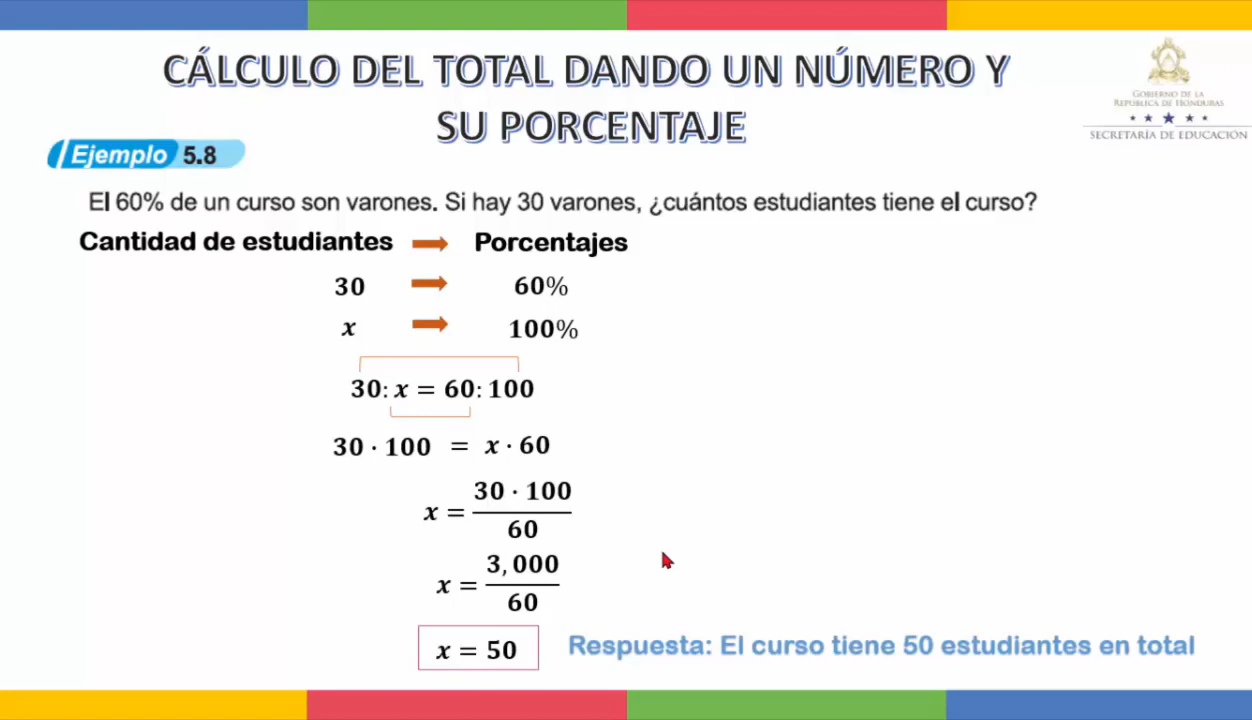 CÁLCULO DEL TOTAL DANDO UN NÚMERO Y
SU PORCENTAJE
GOBIERNO DE LA
REPÚBLICA DE HONDURAS
SECRETARÍA DE EDUCACIÓN
Ejemplo 5.8
El 60% de un curso son varones. Si hay 30 varones, ¿cuántos estudiantes tiene el curso?
Cantidad de estudiantes → Porcentajes
30 → 60%
x → 100%
30: x = 60: 100
30 · 100 = x · 60
x = 30 · 100 / 60
x = 3,000 / 60
x = 50
Respuesta: El curso tiene 50 estudiantes en total